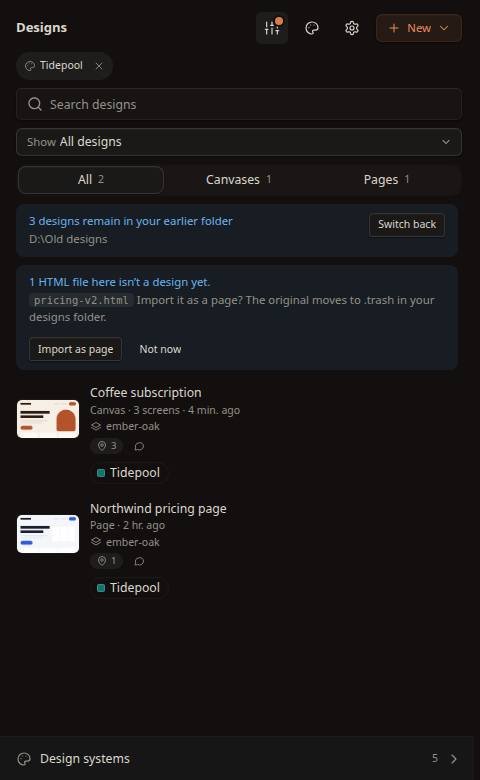 Designs
New
Tidepool
Search designs
Show All designs
All 2
Canvases 1
Pages 1
3 designs remain in your earlier folder
D:\Old designs
Switch back
1 HTML file here isn’t a design yet.
pricing-v2.html Import it as a page? The original moves to .trash in your
designs folder.
Import as page
Not now
Coffee subscription
Canvas · 3 screens · 4 min. ago
ember-oak
3
Tidepool
Northwind pricing page
Page · 2 hr. ago
ember-oak
1
Tidepool
Design systems
5